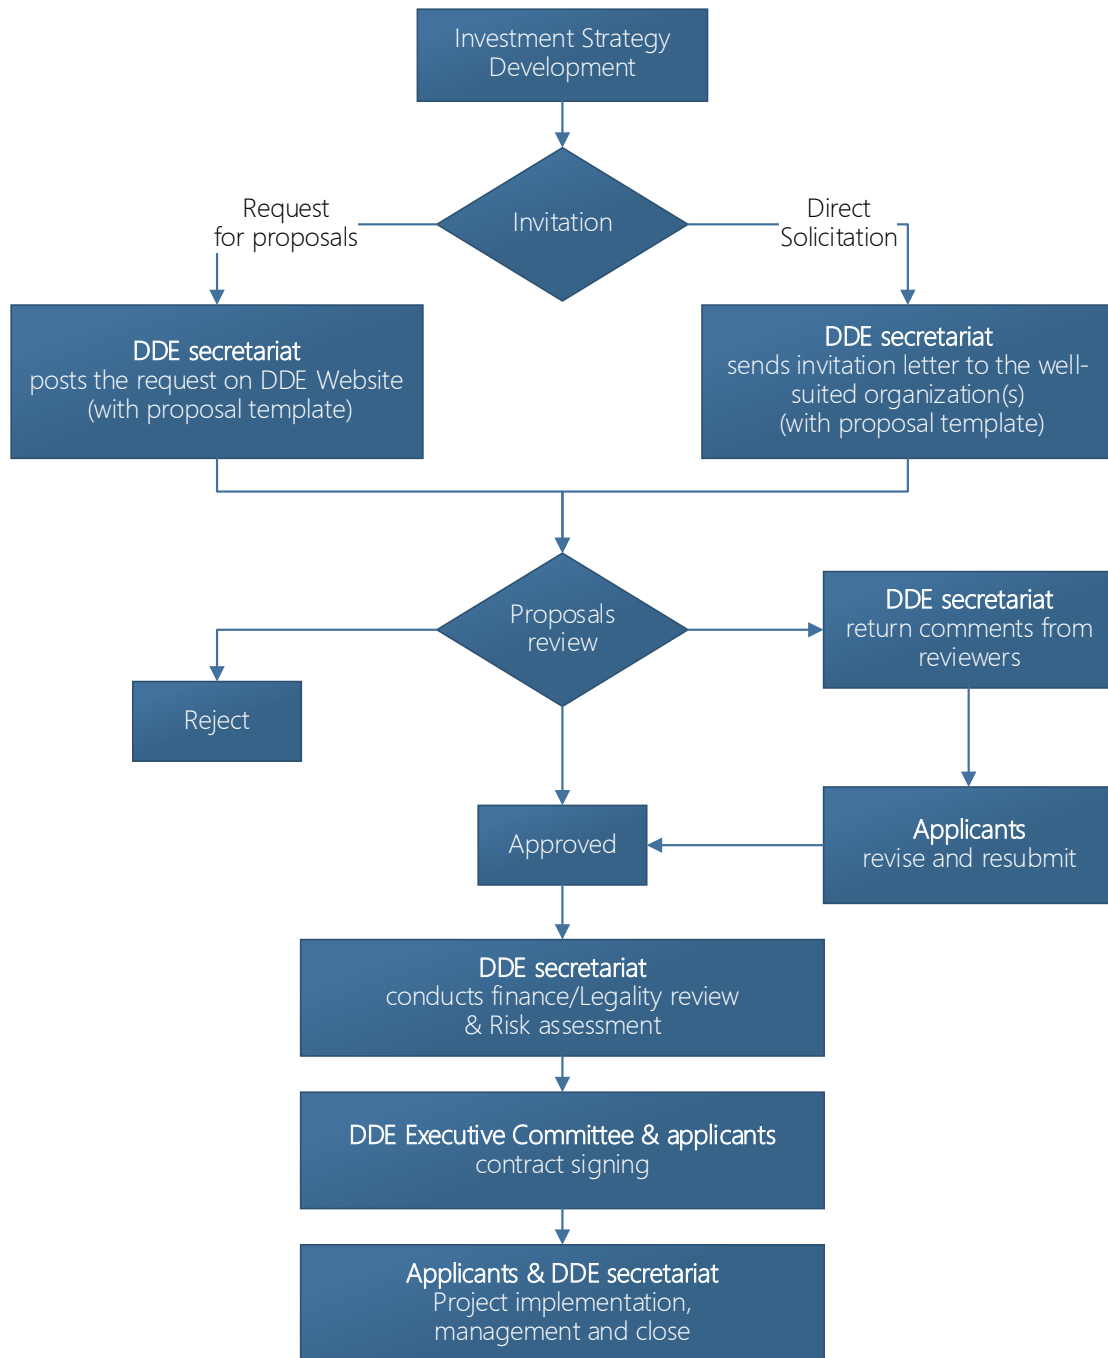 Investment Strategy
Development
Invitation
Request
for proposals
Direct
Solicitation
DDE secretariat
posts the request on DDE Website
(with proposal template)
DDE secretariat
sends invitation letter to the well-
suited organization(s)
(with proposal template)
Proposals
review
DDE secretariat
return comments from
reviewers
Reject
Approved
Applicants
revise and resubmit
DDE secretariat
conducts finance/Legality review
& Risk assessment
DDE Executive Committee & applicants
contract signing
Applicants & DDE secretariat
Project implementation,
management and close